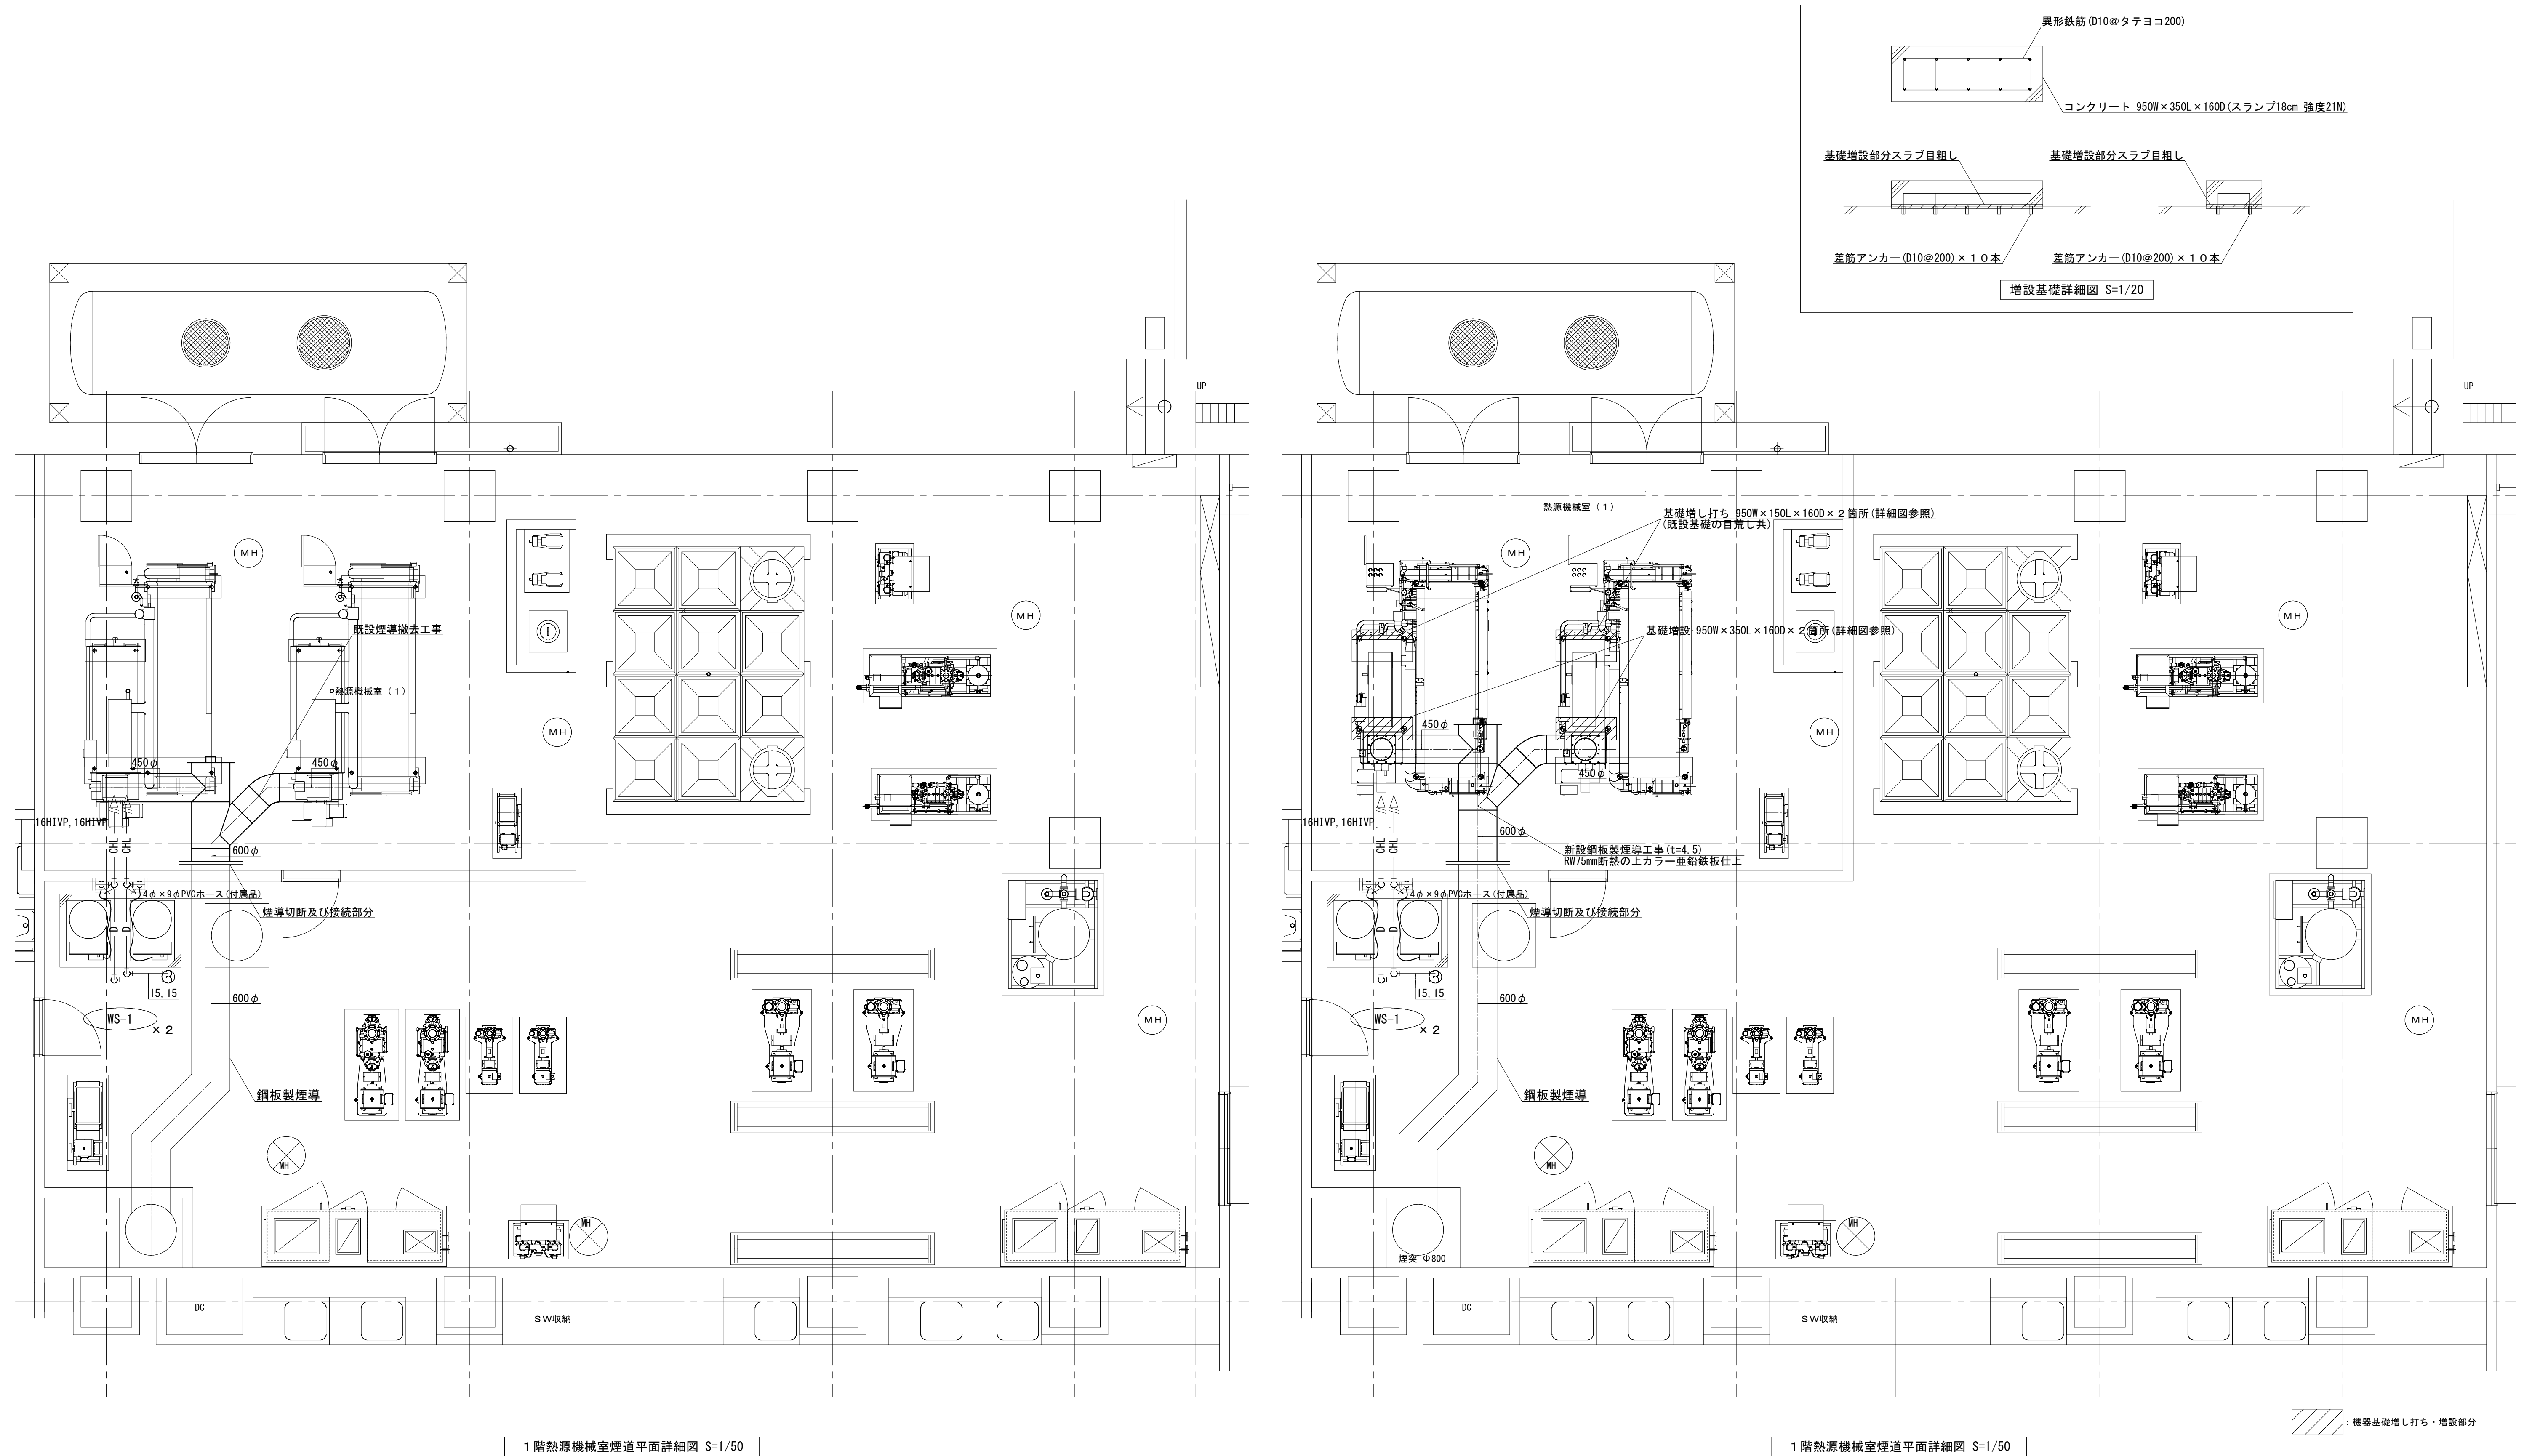 異形鉄筋(D10@タテヨコ200)
コンクリート 950W×350L×160D(スランプ18cm 強度21N)
基礎増設部分スラブ目粗し
基礎増設部分スラブ目粗し
差筋アンカー(D10@200)×１０本
差筋アンカー(D10@200)×１０本
増設基礎詳細図 S=1/20
UP
MH
MH
既設煙導撤去工事
熱源機械室（１）
MH
450φ
450φ
16HIVP,16HIVP
CHL
CHL
600φ
14φ×9φPVCホース(付属品)
煙導切断及び接続部分
15,15
600φ
WS-1
×２
MH
鋼板製煙導
MH
MH
DC
ＳＷ収納
１階熱源機械室煙道平面詳細図 S=1/50
UP
熱源機械室（１）
基礎増し打ち 950W×150L×160D×２箇所(詳細図参照)
(既設基礎の目荒し共)
MH
MH
基礎増設 950W×350L×160D×２箇所(詳細図参照)
450φ
MH
450φ
16HIVP,16HIVP
CHL
CHL
600φ
新設鋼板製煙導工事(t=4.5)
RW75mm断熱の上カラー亜鉛鉄板仕上
14φ×9φPVCホース(付属品)
煙導切断及び接続部分
15,15
600φ
WS-1
×２
MH
鋼板製煙導
MH
MH
煙突 Φ800
DC
ＳＷ収納
：機器基礎増し打ち・増設部分
１階熱源機械室煙道平面詳細図 S=1/50